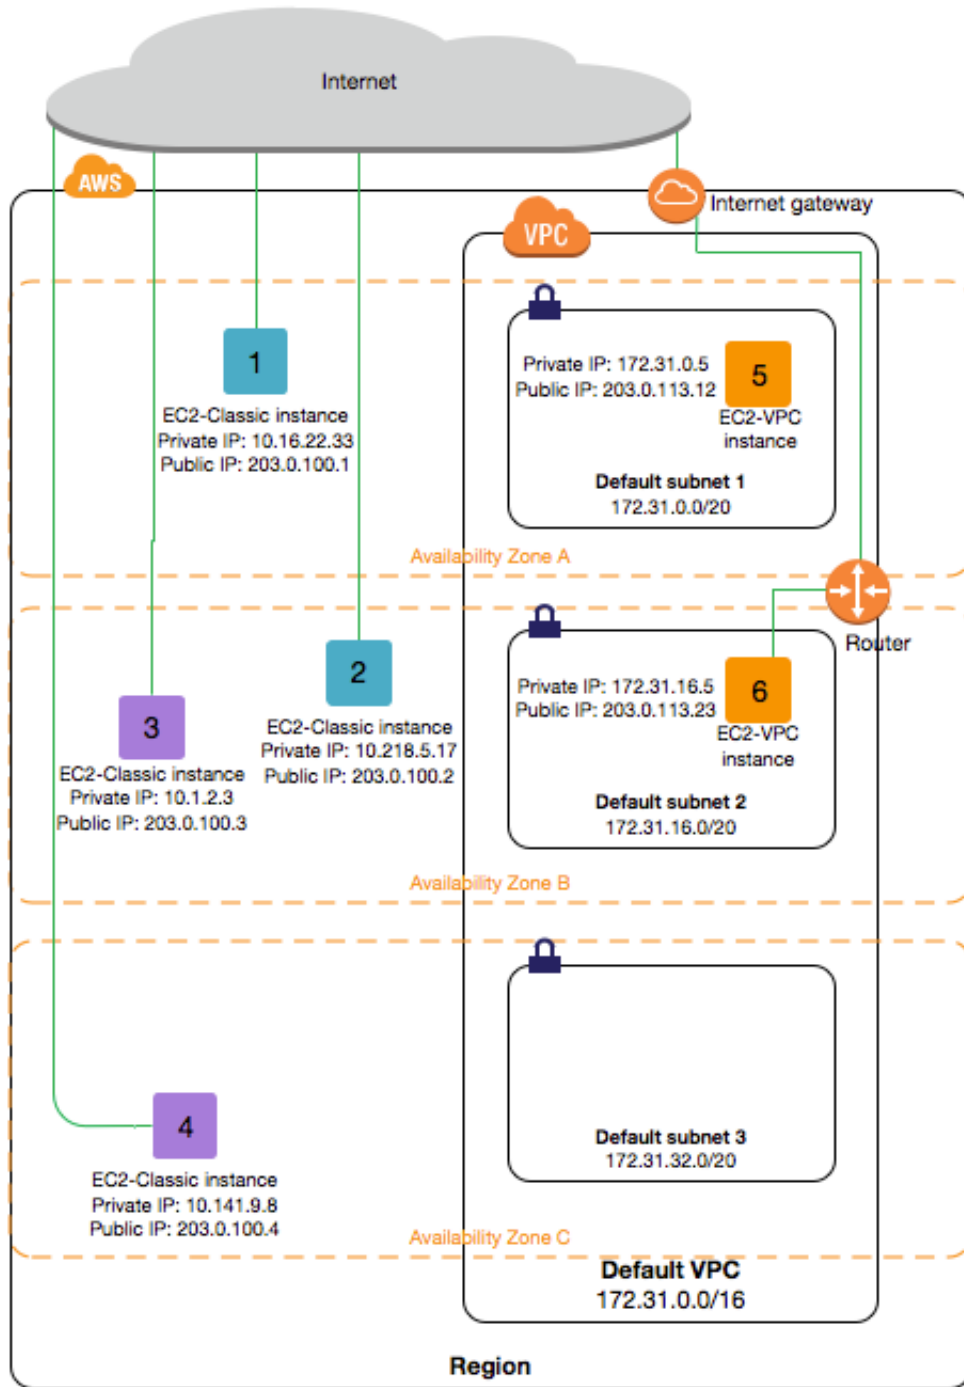 Internet
AWS
Internet gateway
VPC
1
EC2-Classic instance
Private IP: 10.16.22.33
Public IP: 203.0.100.1
Private IP: 172.31.0.5
Public IP: 203.0.113.12
5
EC2-VPC
instance
Default subnet 1
172.31.0.0/20
Availability Zone A
Router
2
EC2-Classic instance
Private IP: 10.218.5.17
Public IP: 203.0.100.2
3
EC2-Classic instance
Private IP: 10.1.2.3
Public IP: 203.0.100.3
Private IP: 172.31.16.5
Public IP: 203.0.113.23
6
EC2-VPC
instance
Default subnet 2
172.31.16.0/20
Availability Zone B
4
EC2-Classic instance
Private IP: 10.141.9.8
Public IP: 203.0.100.4
Default subnet 3
172.31.32.0/20
Availability Zone C
Default VPC
172.31.0.0/16
Region